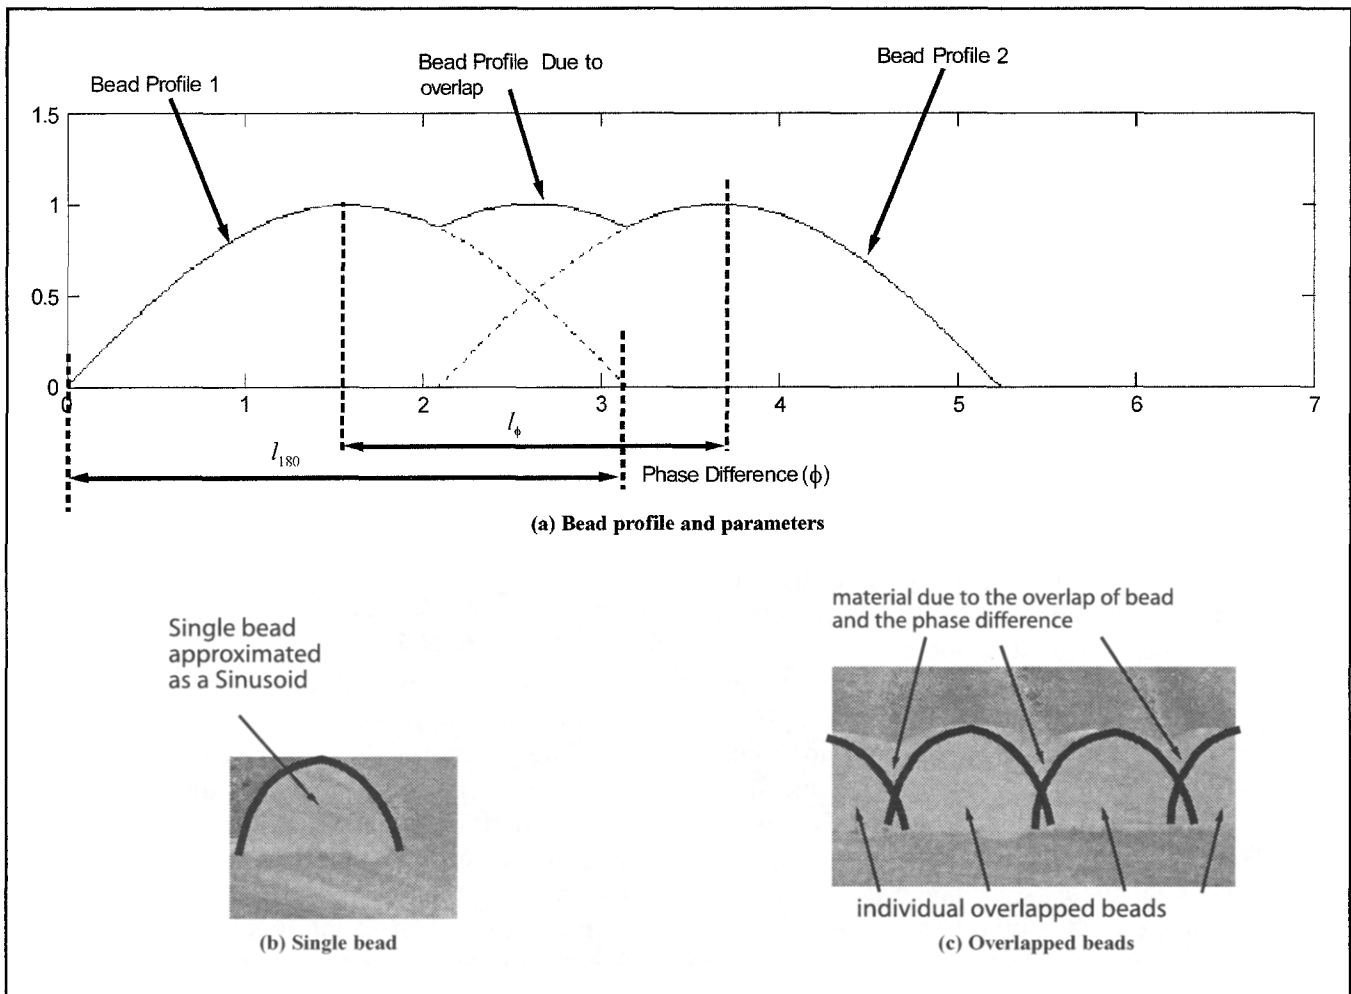 Bead Profile 1
Bead Profile Due to
overlap
Bead Profile 2
1.5
1
0.5
0
0 1 2 3 4 5 6 7
lϕ
l180
Phase Difference (ϕ)
(a) Bead profile and parameters
Single bead
approximated
as a Sinusoid
(b) Single bead
material due to the overlap of bead
and the phase difference
individual overlapped beads
(c) Overlapped beads